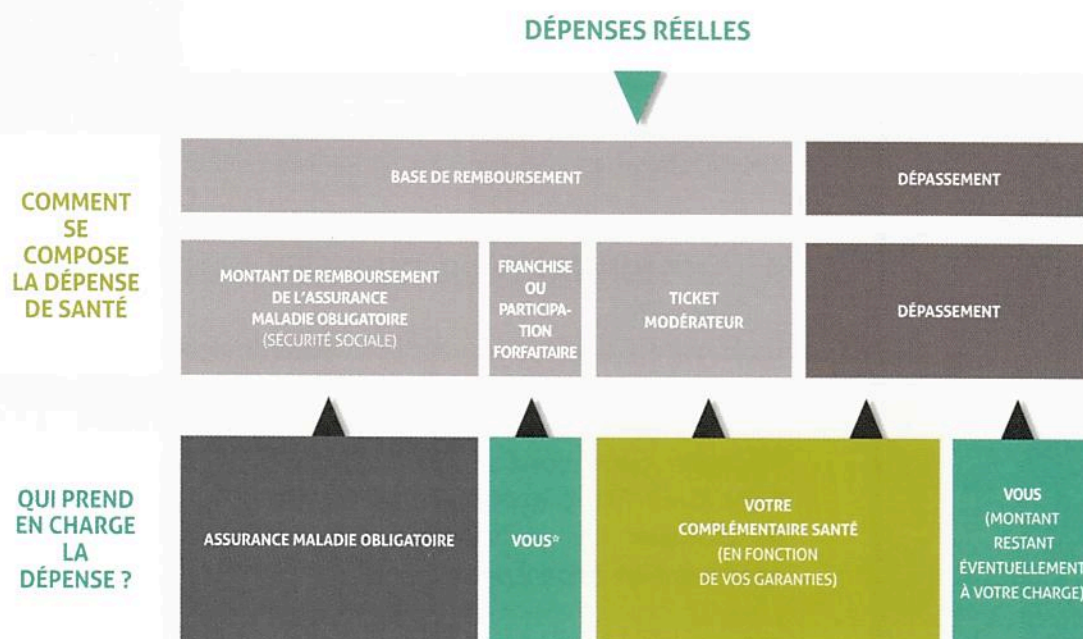 DÉPENSES RÉELLES
COMMENT
SE
COMPOSE
LA DÉPENSE
DE SANTÉ
BASE DE REMBOURSEMENT
DÉPASSEMENT
MONTANT DE REMBOURSEMENT
DE L'ASSURANCE
MALADIE OBLIGATOIRE
(SÉCURITÉ SOCIALE)
FRANCHISE
OU
PARTICIPA-
TION
FORFAITAIRE
TICKET
MODÉRATEUR
DÉPASSEMENT
QUI PREND
EN CHARGE
LA
DÉPENSE ?
ASSURANCE MALADIE OBLIGATOIRE
VOUS*
VOTRE
COMPLÉMENTAIRE SANTÉ
(EN FONCTION
DE VOS GARANTIES)
VOUS
(MONTANT
RESTANT
ÉVENTUELLEMENT
À VOTRE CHARGE)